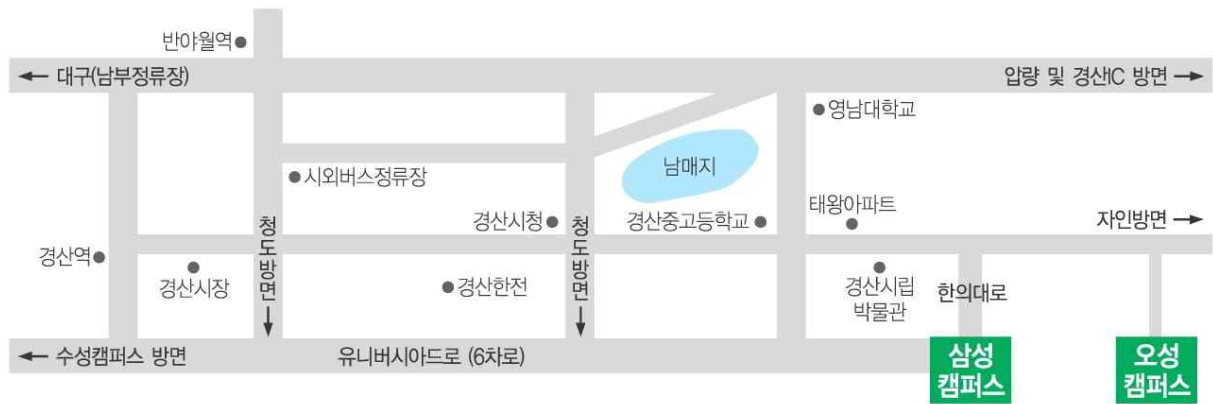 반야월역
← 대구(남부정류장)
압량 및 경산IC 방면 →
영남대학교
남매지
시외버스정류장
경산시청
경산중고등학교
태왕아파트
자인방면 →
청도방면
청도방면
경산역
경산시장
경산한전
경산시립
박물관
한의대로
← 수성캠퍼스 방면
유니버시아드로 (6차로)
삼성
캠퍼스
오성
캠퍼스